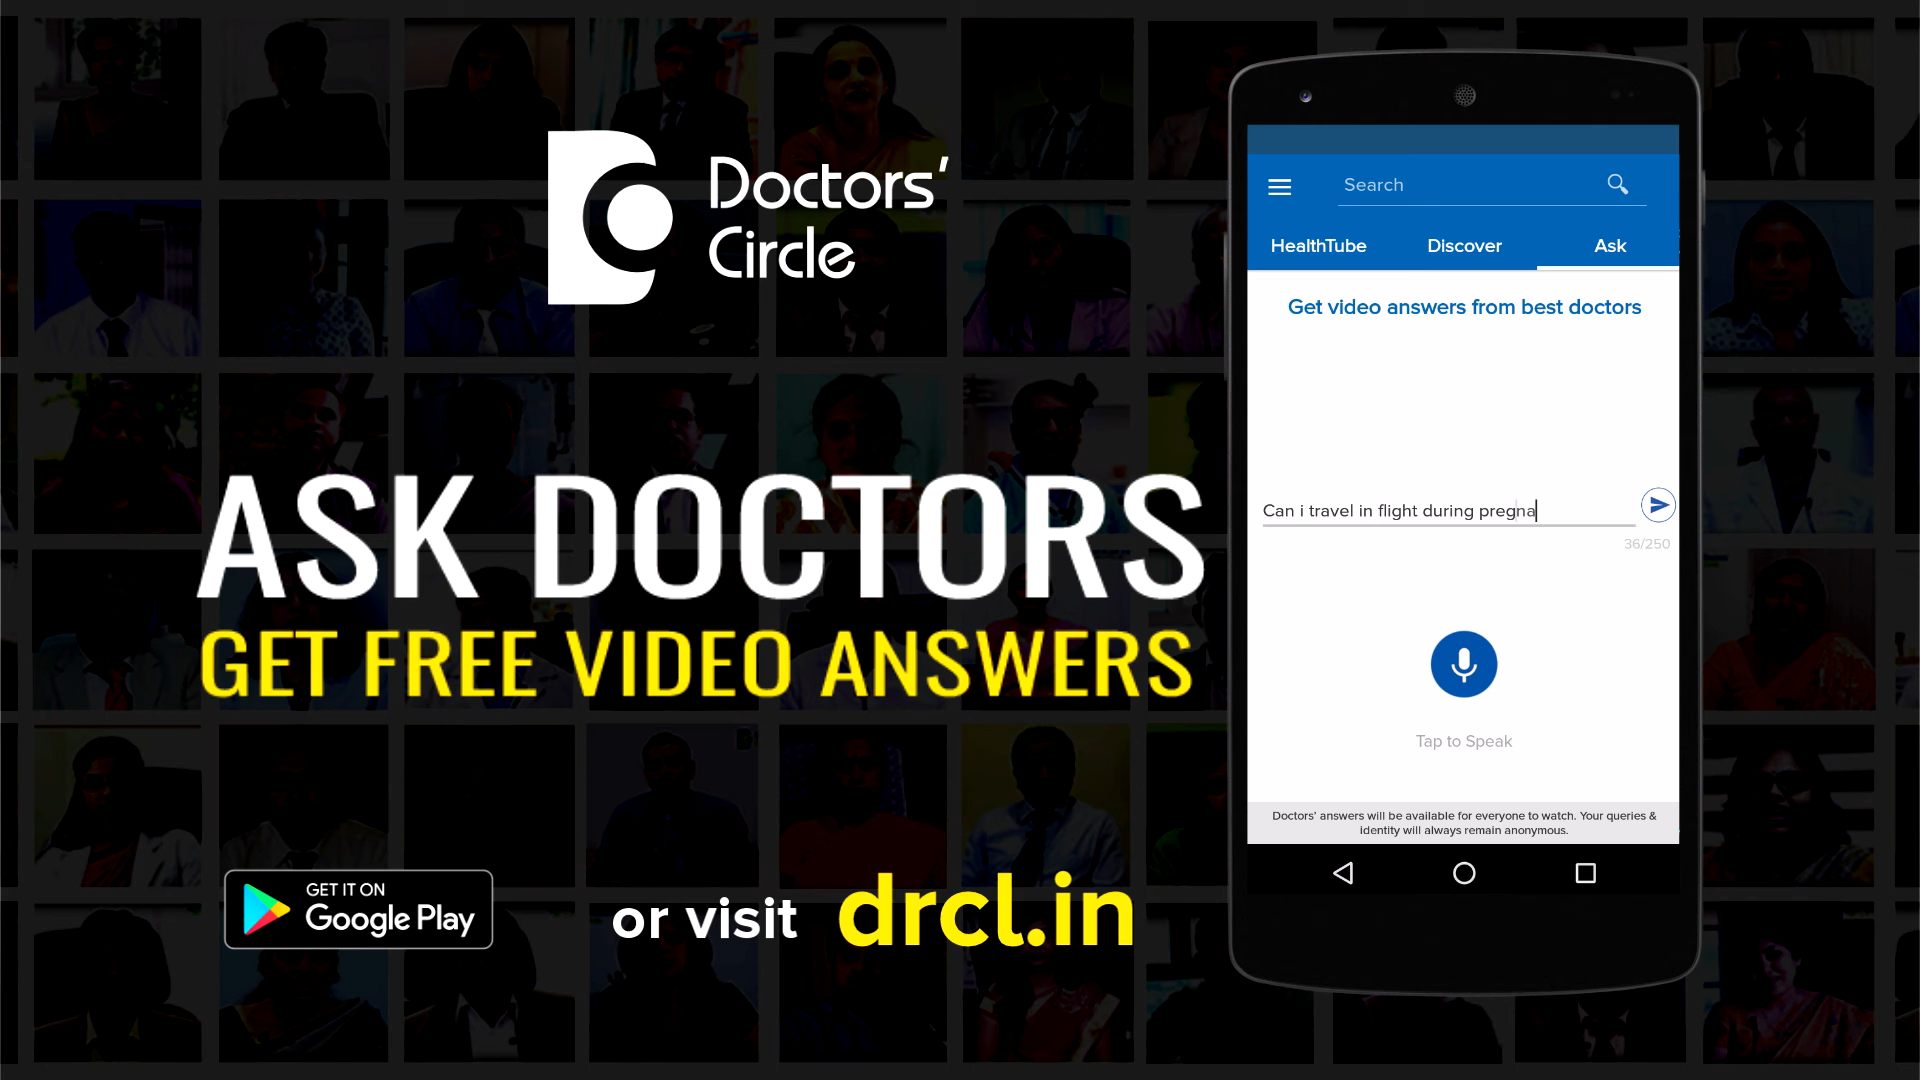 Doctors'
Circle
ASK DOCTORS
GET FREE VIDEO ANSWERS
GET IT ON
Google Play
or visit drcl.in
Search
HealthTube Discover Ask
Get video answers from best doctors
Can i travel in flight during pregna
36/250
Tap to Speak
Doctors' answers will be available for everyone to watch. Your queries &
identity will always remain anonymous.